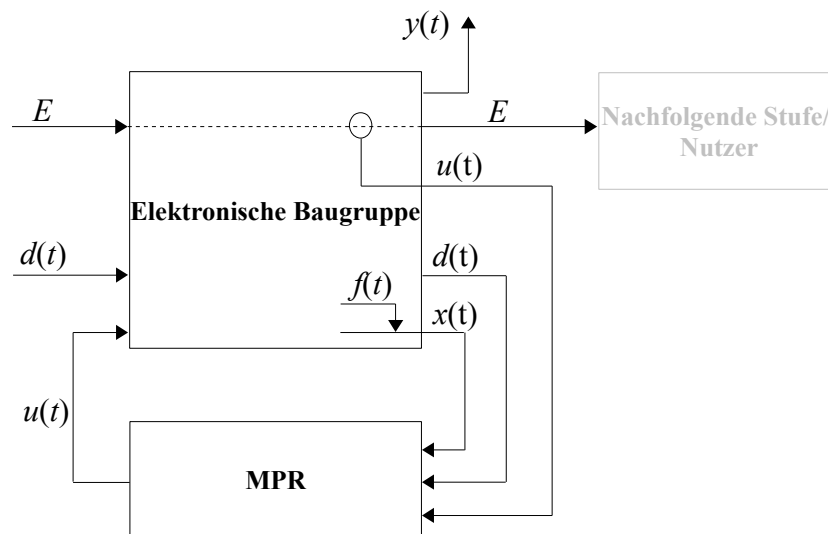 y(t)
E
E
Nachfolgende Stufe/
Nutzer
u(t)
Elektronische Baugruppe
d(t)
d(t)
f(t)
x(t)
u(t)
MPR